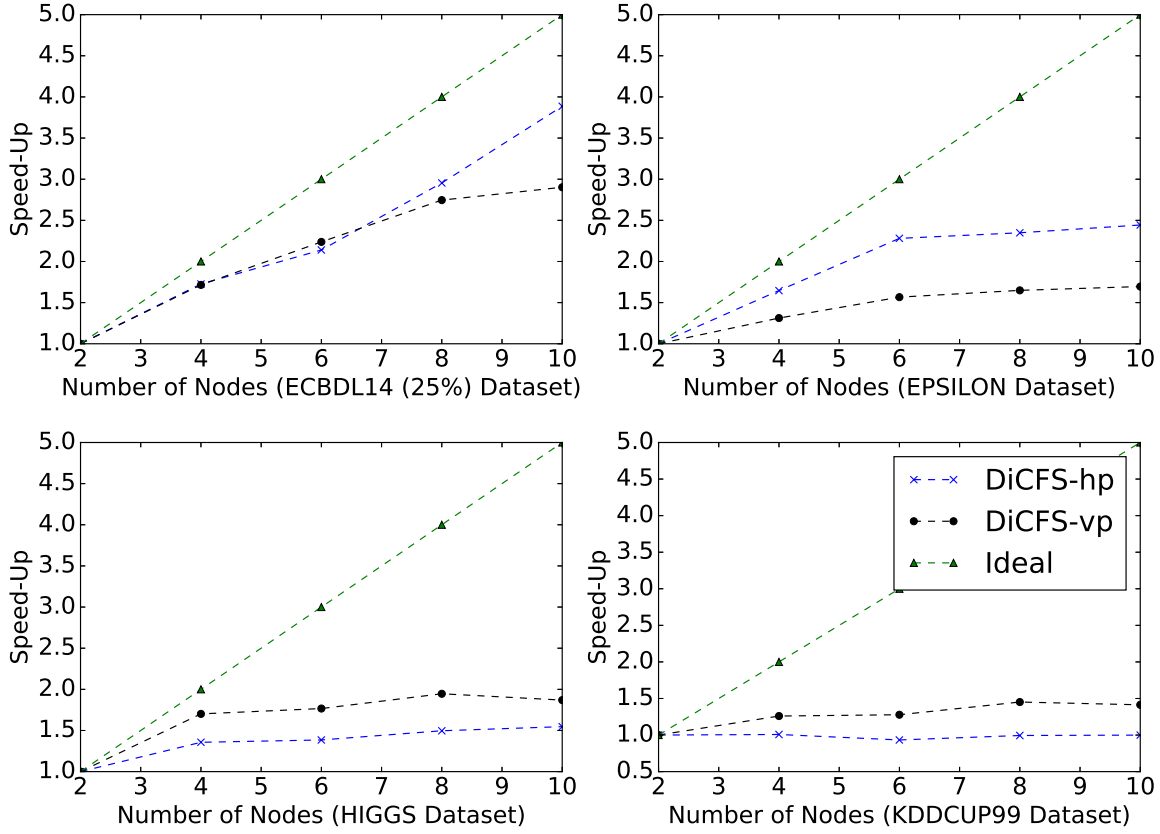 5.0
4.5
4.0
3.5
3.0
2.5
2.0
1.5
1.0
Speed-Up
2 3 4 5 6 7 8 9 10
Number of Nodes (ECBDL14 (25%) Dataset)
5.0
4.5
4.0
3.5
3.0
2.5
2.0
1.5
1.0
Speed-Up
2 3 4 5 6 7 8 9 10
Number of Nodes (EPSILON Dataset)
5.0
4.5
4.0
3.5
3.0
2.5
2.0
1.5
1.0
Speed-Up
2 3 4 5 6 7 8 9 10
Number of Nodes (HIGGS Dataset)
5.0
4.5
4.0
3.5
3.0
2.5
2.0
1.5
1.0
0.5
Speed-Up
DiCFS-hp
DiCFS-vp
Ideal
2 3 4 5 6 7 8 9 10
Number of Nodes (KDDCUP99 Dataset)